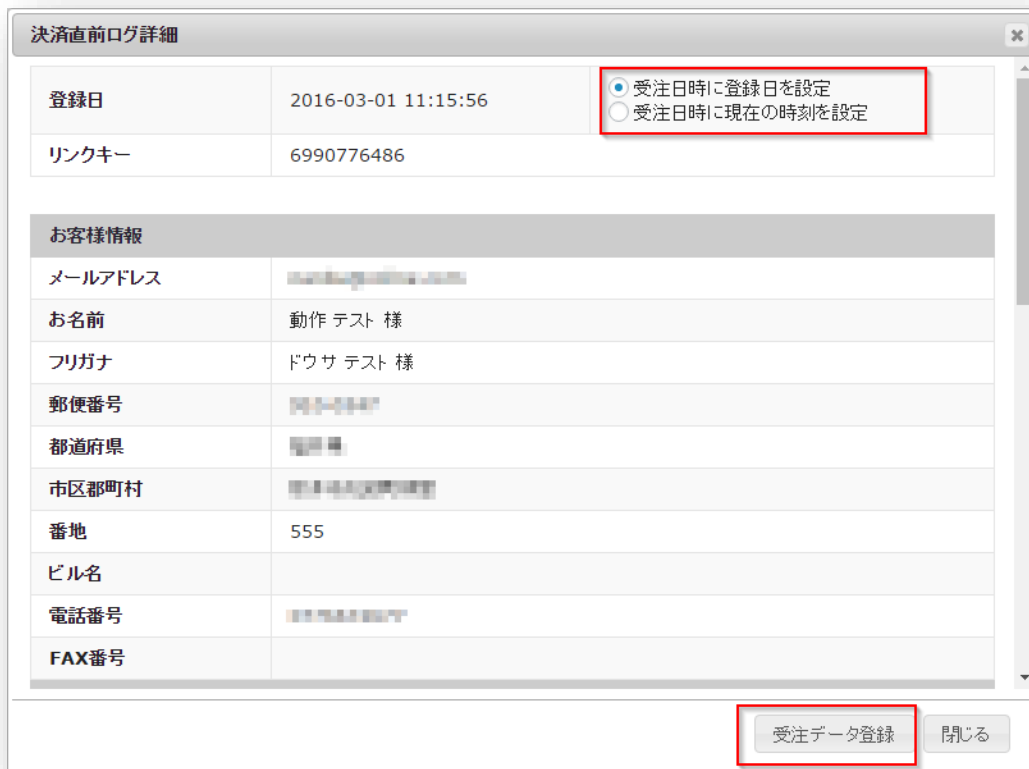 決済直前ログ詳細
登録日 2016-03-01 11:15:56 受注日時に登録日を設定
受注日時に現在の時刻を設定
リンクキー 6990776486
お客様情報
メールアドレス
お名前 動作 テスト 様
フリガナ ドウサ テスト 様
郵便番号
都道府県
市区郡町村
番地 555
ビル名
電話番号
FAX番号
受注データ登録 閉じる